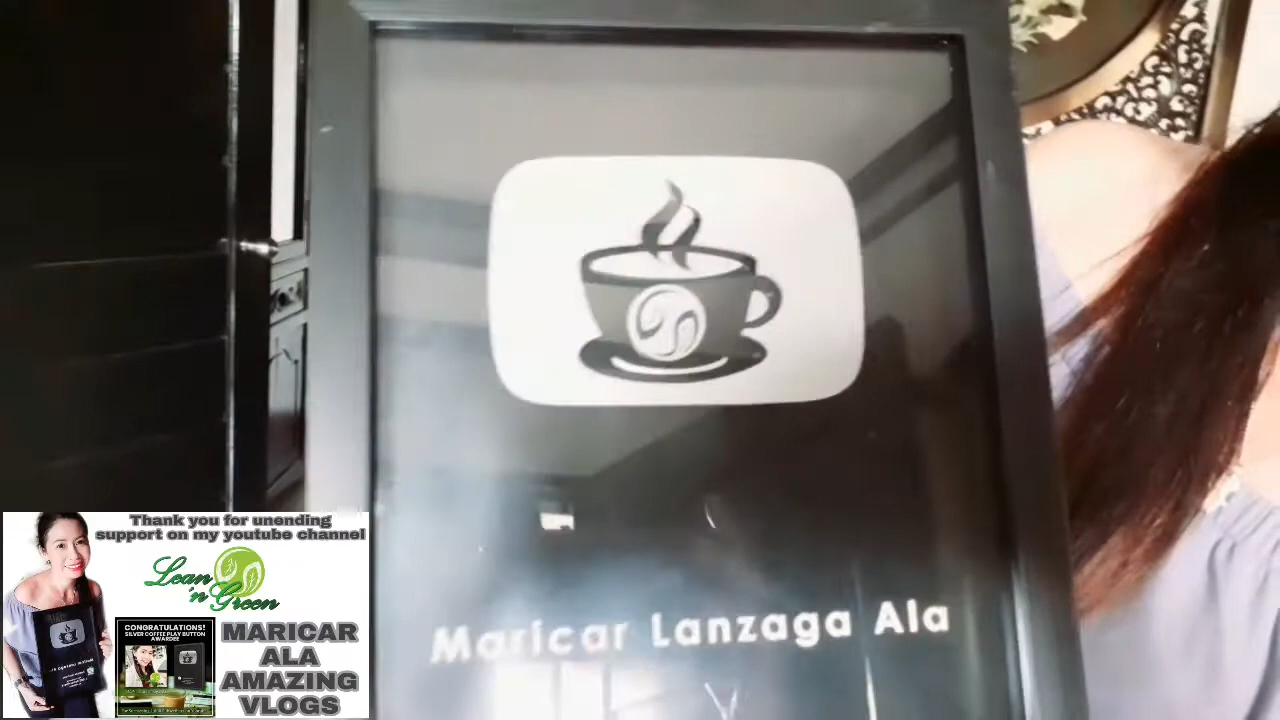 Maricar Lanzaga Ala
Thank you for unending
support on my youtube channel
Lean
'n Green
CONGRATULATIONS!
SILVER COFFEE PLAY BUTTON
AWARDEE
MARICAR
ALA
AMAZING
VLOGS